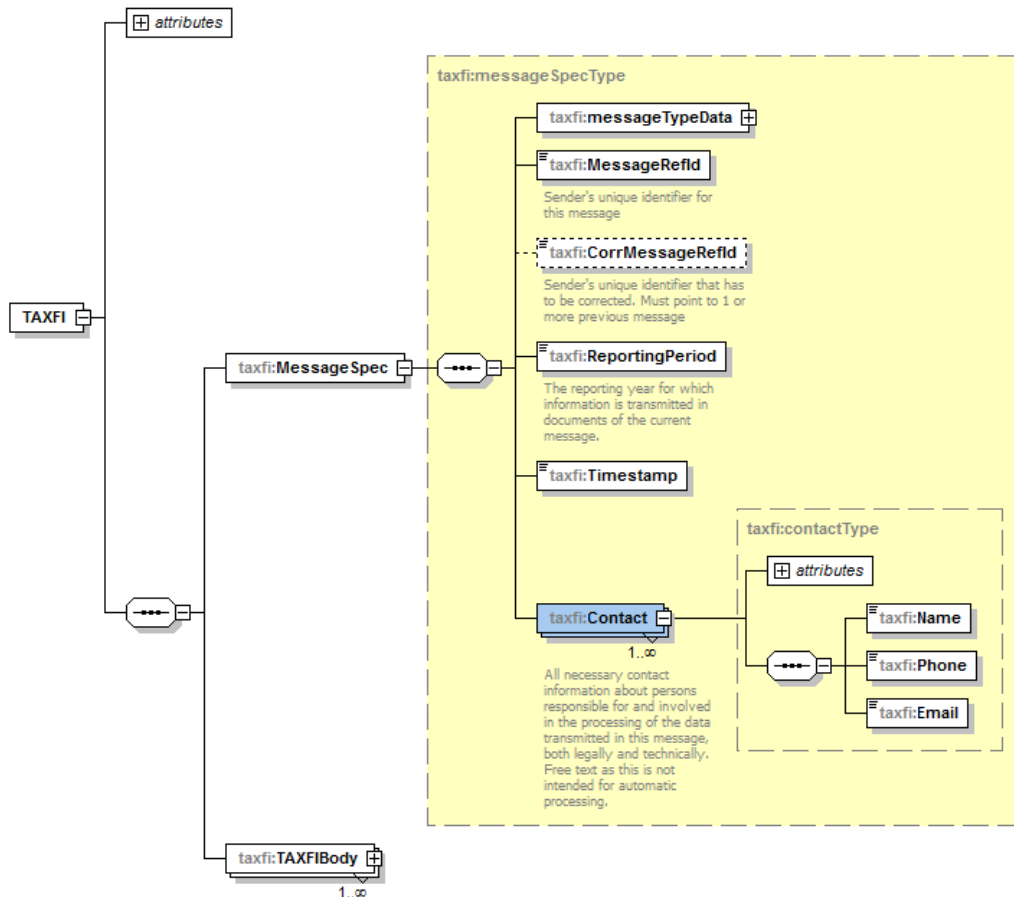 attributes
taxfi:messageSpecType
taxfi:messageTypeData
taxfi:MessageRefId
Sender's unique identifier for
this message
taxfi:CorrMessageRefId
Sender's unique identifier that has
to be corrected. Must point to 1 or
more previous message
TAXFI
taxfi:MessageSpec
taxfi:ReportingPeriod
The reporting year for which
information is transmitted in
documents of the current
message.
taxfi:Timestamp
taxfi:contactType
attributes
taxfi:Contact
1..∞
taxfi:Name
taxfi:Phone
taxfi:Email
All necessary contact
information about persons
responsible for and involved
in the processing of the data
transmitted in this message,
both legally and technically.
Free text as this is not
intended for automatic
processing.
taxfi:TAXFIBody
1..∞